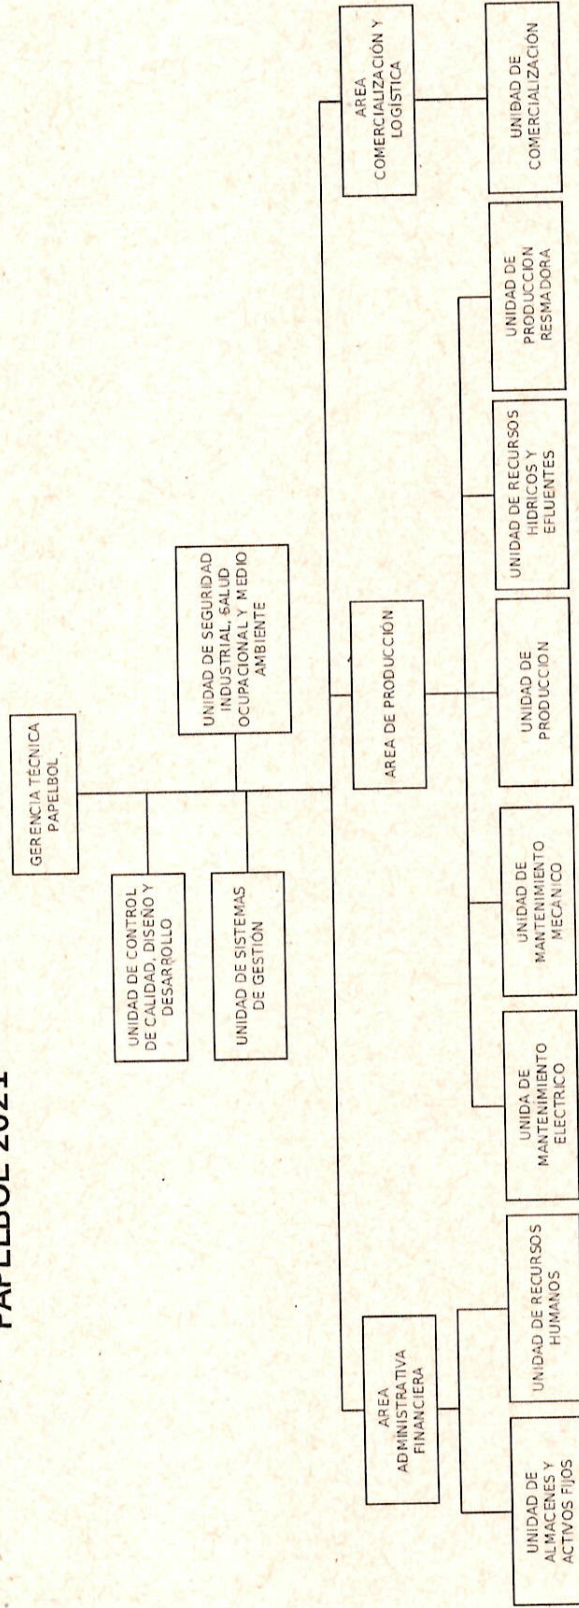 PAPELBOL 2021
GERENCIA TÉCNICA
PAPELBOL
UNIDAD DE CONTROL
DE CALIDAD, DISEÑO Y
DESARROLLO
UNIDAD DE SEGURIDAD
INDUSTRIAL, SALUD
OCUPACIONAL Y MEDIO
AMBIENTE
UNIDAD DE SISTEMAS
DE GESTIÓN
AREA
ADMINISTRATIVA
FINANCIERA
AREA DE PRODUCCIÓN
AREA
COMERCIALIZACIÓN Y
LOGÍSTICA
UNIDAD DE
ALMACENES Y
ACTIVOS FIJOS
UNIDAD DE RECURSOS
HUMANOS
UNIDA DE
MANTENIMIENTO
ELECTRICO
UNIDAD DE
MANTENIMIENTO
MECÁNICO
UNIDAD DE
PRODUCCIÓN
UNIDAD DE RECURSOS
HIDRICOS Y
EFLUENTES
UNIDAD DE
PRODUCCION
RESMADORA
UNIDAD DE
COMERCIALIZACIÓN